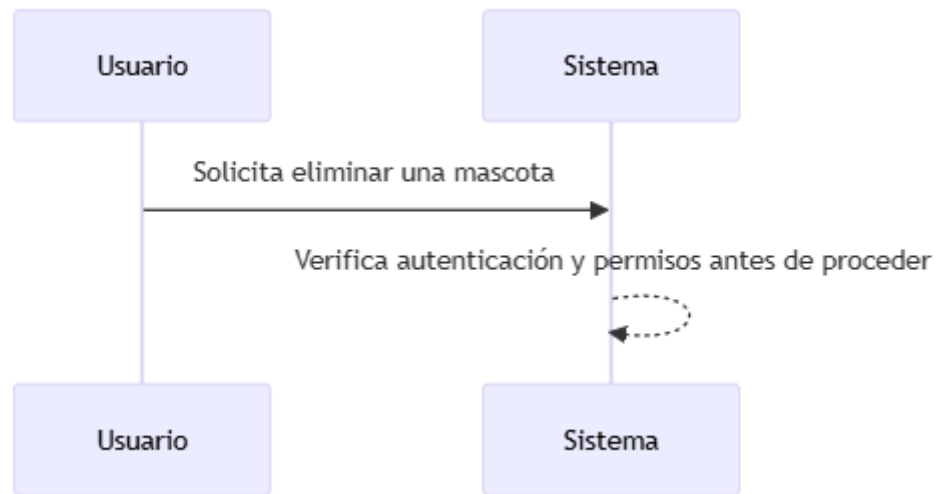 Usuario
Sistema
Solicita eliminar una mascota
Verifica autenticación y permisos antes de proceder
Usuario
Sistema